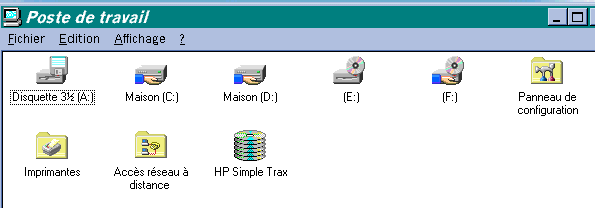 Poste de travail
Fichier Edition Affichage ?
Disquette 3½ (A:) Maison (C:) Maison (D:) (E:) (F:) Panneau de
configuration
Imprimantes Accès réseau à HP Simple Trax
distance